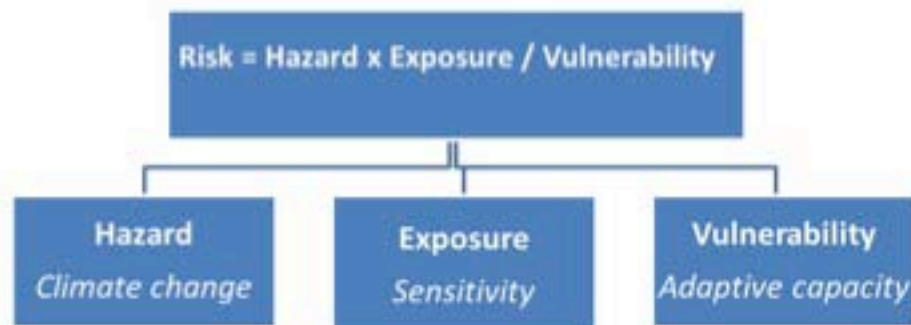 Risk = Hazard x Exposure / Vulnerability
Hazard
Climate change
Exposure
Sensitivity
Vulnerability
Adaptive capacity